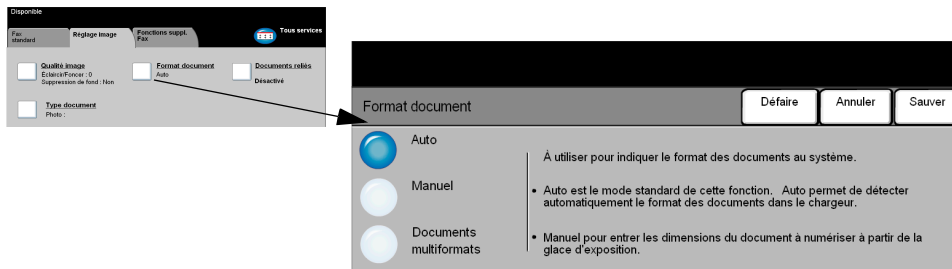 Disponible
Fax
standard
Réglage image
Fonctions suppl.
Fax
Tous services
Qualité image
Eclaircir/Foncer : 0
Suppression de fond : Non
Format document
Auto
Documents reliés
Désactivé
Type document
Photo :
Format document
Défaire
Annuler
Sauver
Auto
Manuel
Documents
multiformats
À utiliser pour indiquer le format des documents au système.
• Auto est le mode standard de cette fonction. Auto permet de détecter
automatiquement le format des documents dans le chargeur.
• Manuel pour entrer les dimensions du document à numériser à partir de la
glace d'exposition.